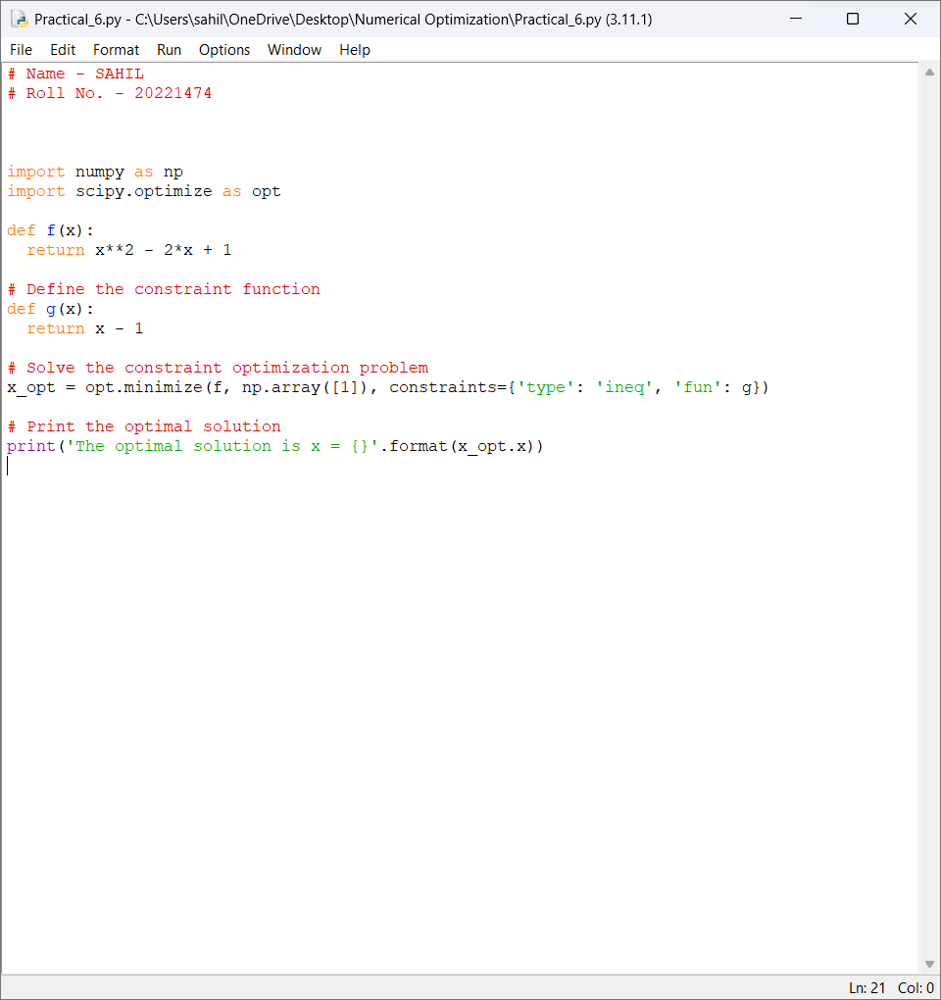 Practical_6.py - C:\Users\sahil\OneDrive\Desktop\Numerical Optimization\Practical_6.py (3.11.1)
File Edit Format Run Options Window Help
# Name - SAHIL
# Roll No. - 20221474
import numpy as np
import scipy.optimize as opt
def f(x):
  return x**2 - 2*x + 1
# Define the constraint function
def g(x):
  return x - 1
# Solve the constraint optimization problem
x_opt = opt.minimize(f, np.array([1]), constraints={'type': 'ineq', 'fun': g})
# Print the optimal solution
print('The optimal solution is x = {}'.format(x_opt.x))
Ln: 21 Col: 0